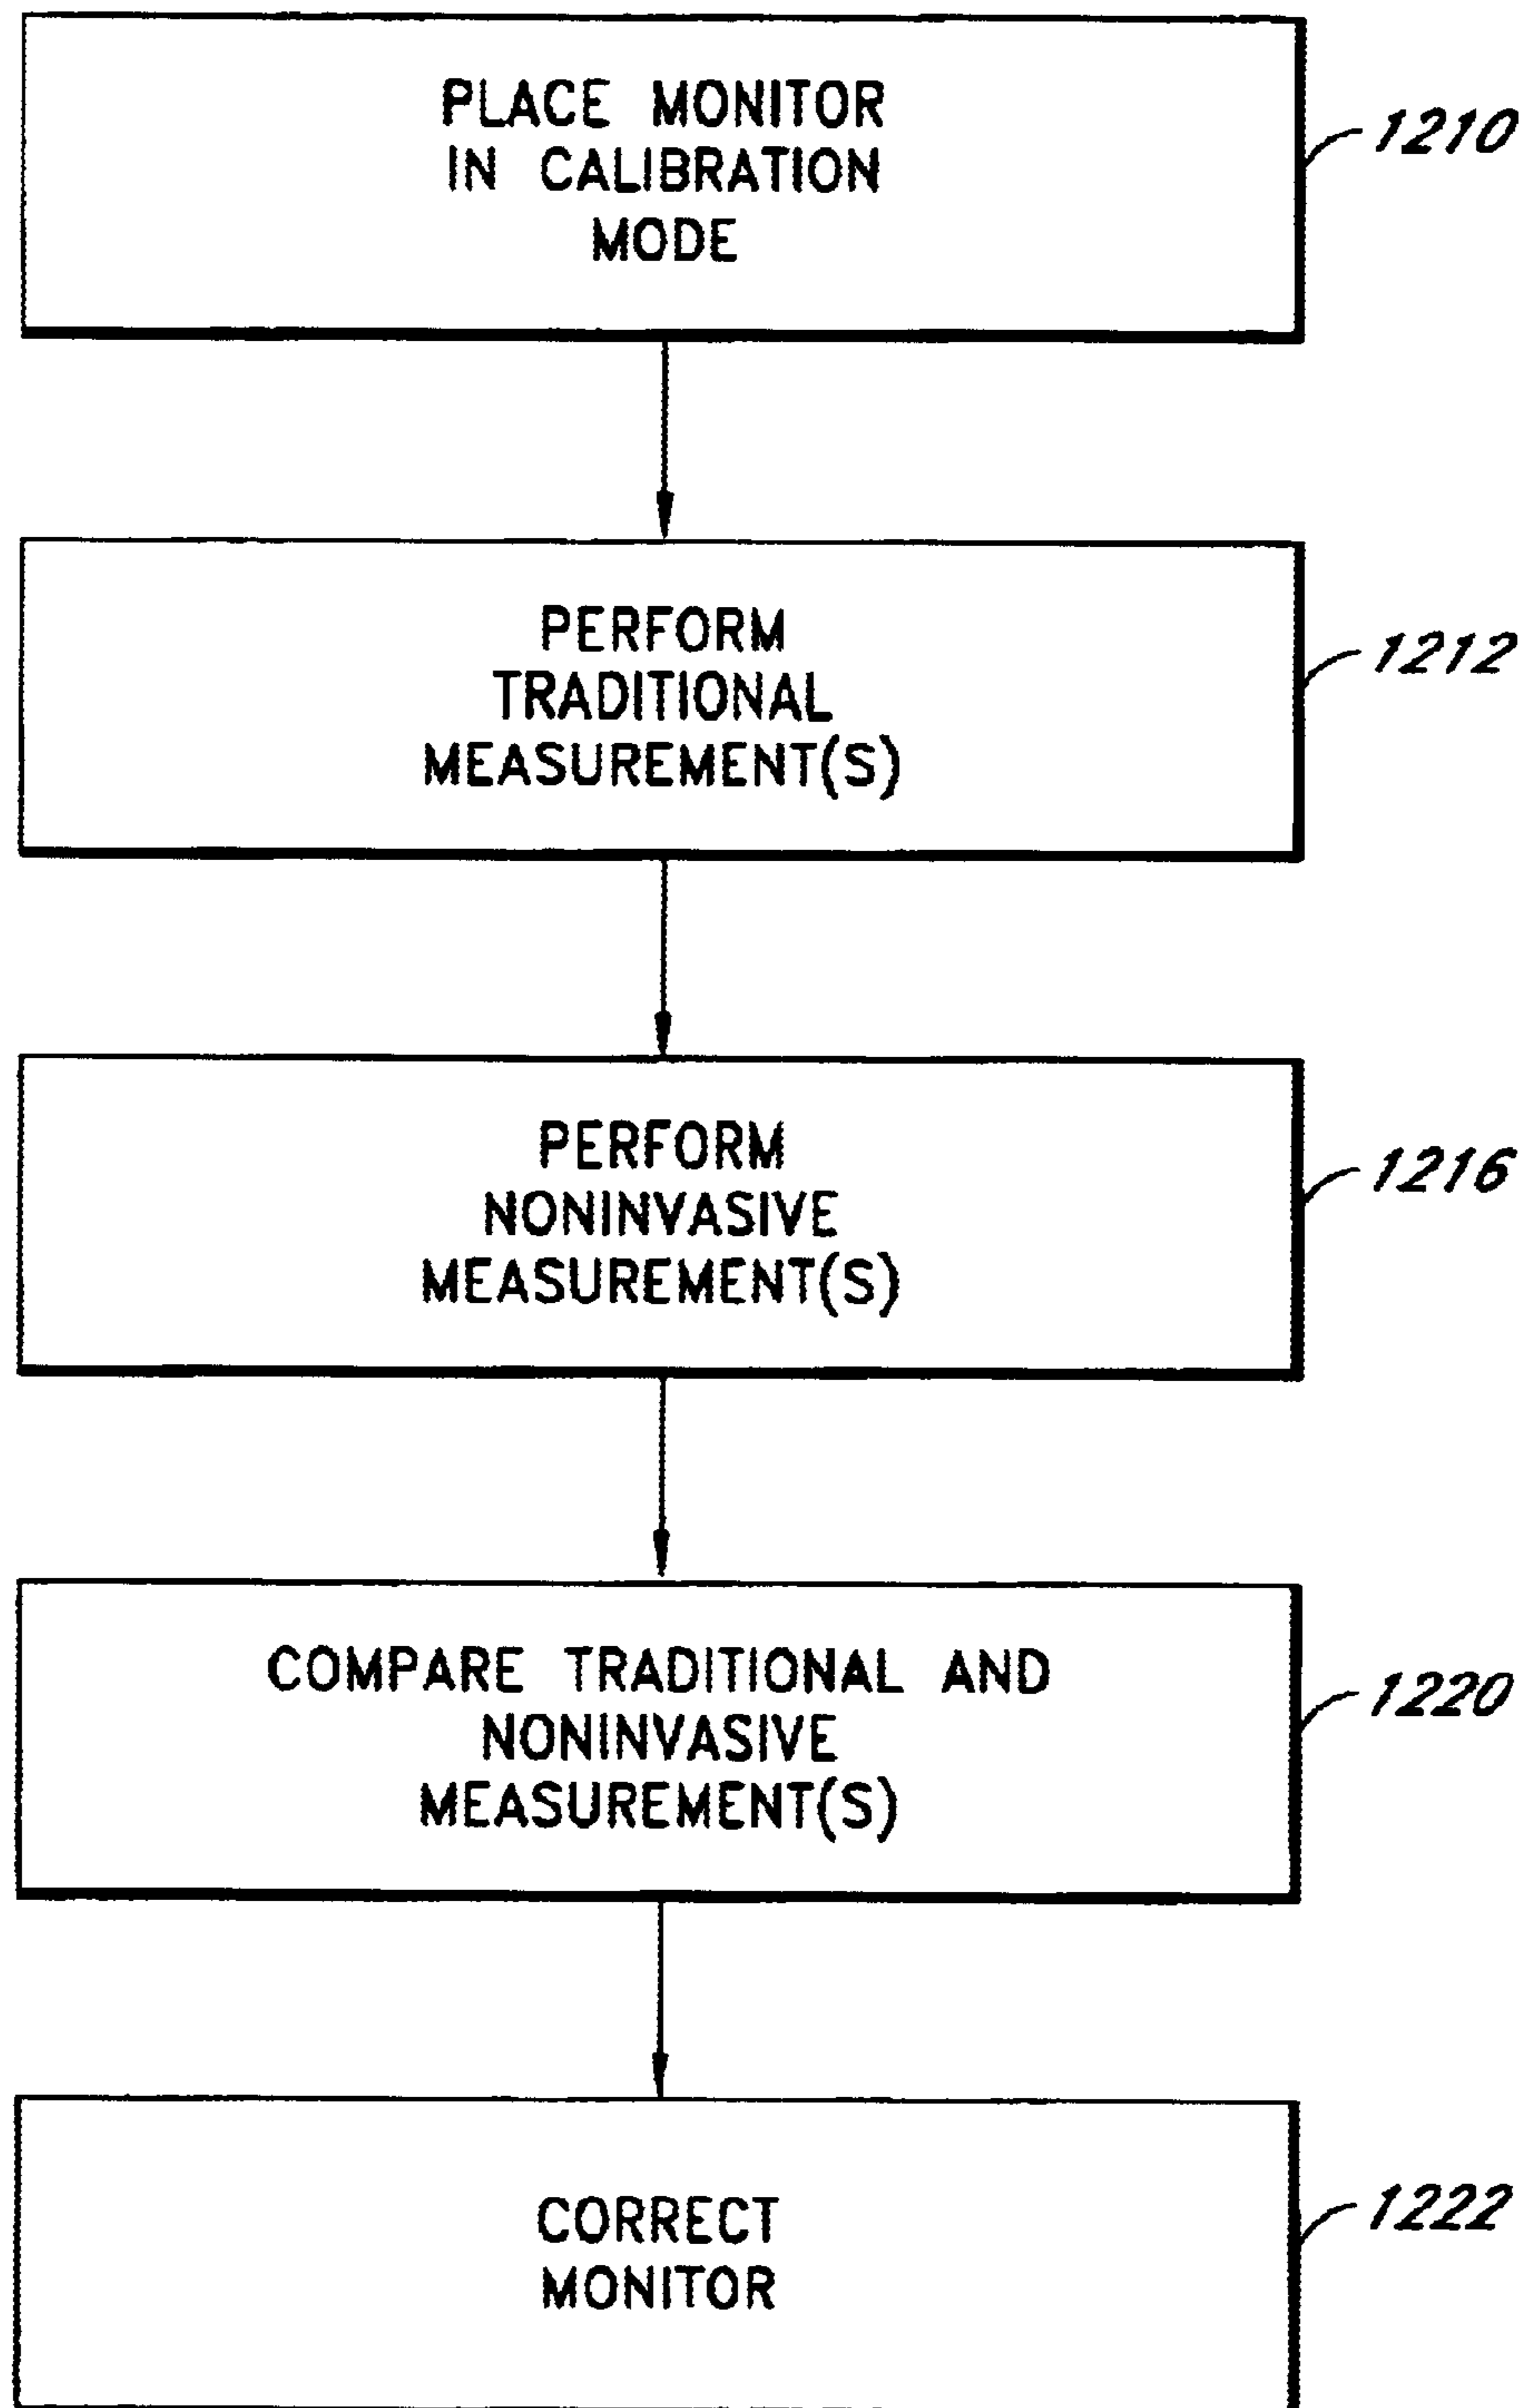 PLACE MONITOR
IN CALIBRATION
MODE
1210
PERFORM
TRADITIONAL
MEASUREMENT(S)
1212
PERFORM
NONINVASIVE
MEASUREMENT(S)
1216
COMPARE TRADITIONAL AND
NONINVASIVE
MEASUREMENT(S)
1220
CORRECT
MONITOR
1222